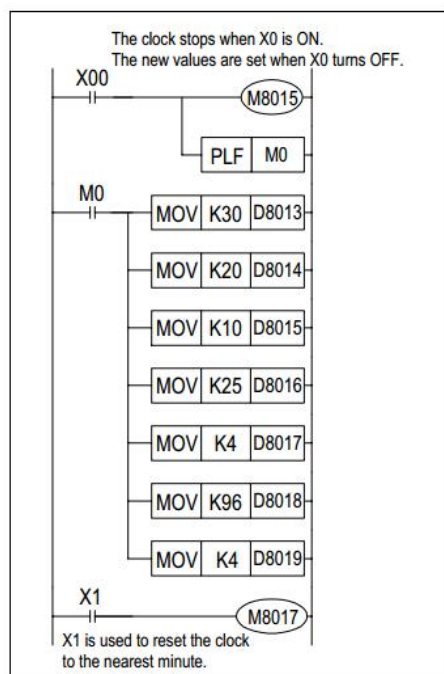 The clock stops when X0 is ON.
The new values are set when X0 turns OFF.
X00
M8015
PLF M0
M0
MOV K30 D8013
MOV K20 D8014
MOV K10 D8015
MOV K25 D8016
MOV K4 D8017
MOV K96 D8018
MOV K4 D8019
X1
M8017
X1 is used to reset the clock
to the nearest minute.